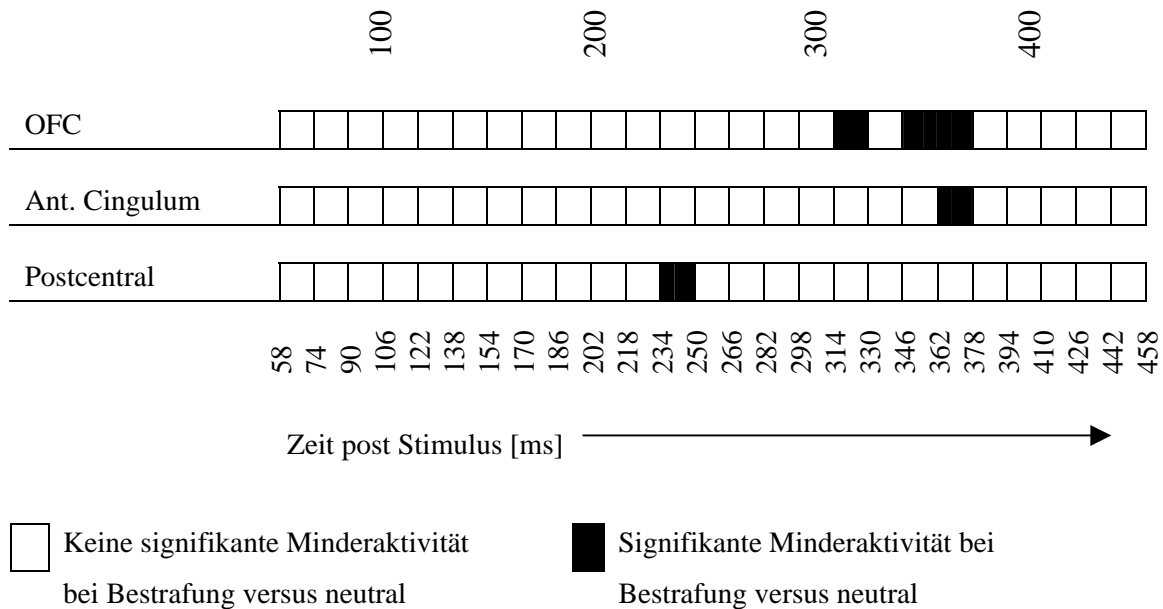 100 200 300 400
OFC
Ant. Cingulum
Postcentral
58 74 90 106 122 138 154 170 186 202 218 234 250 266 282 298 314 330 346 362 378 394 410 426 442 458
Zeit post Stimulus [ms]
Keine signifikante Minderaktivität
bei Bestrafung versus neutral
Signifikante Minderaktivität bei
Bestrafung versus neutral